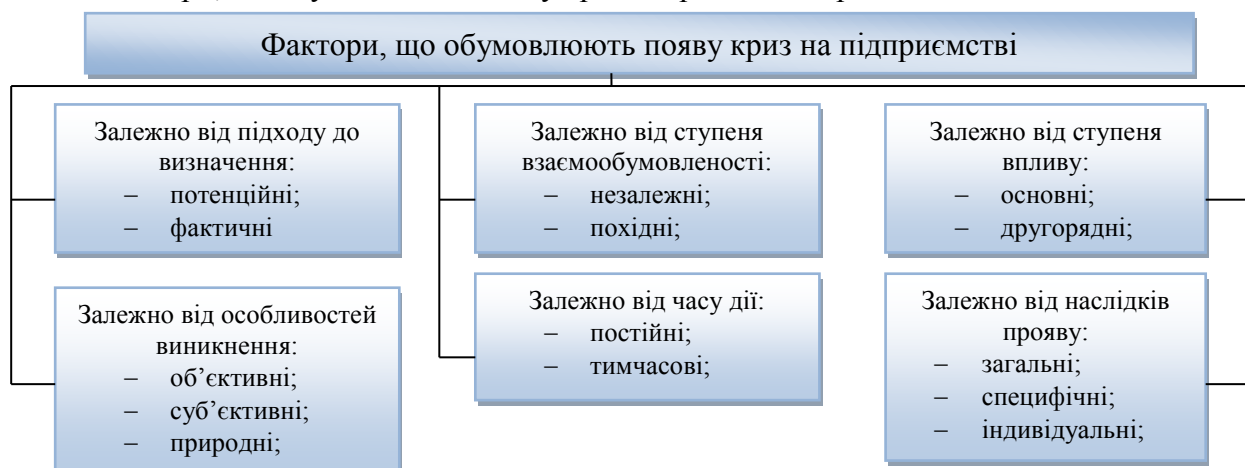 Фактори, що обумовлюють появу криз на підприємстві
Залежно від підходу до
визначення:
– потенційні;
– фактичні
Залежно від ступеня
взаємообумовленості:
– незалежні;
– похідні;
Залежно від ступеня
впливу:
– основні;
– другорядні;
Залежно від особливостей
виникнення:
– об’єктивні;
– суб’єктивні;
– природні;
Залежно від часу дії:
– постійні;
– тимчасові;
Залежно від наслідків
прояву:
– загальні;
– специфічні;
– індивідуальні;